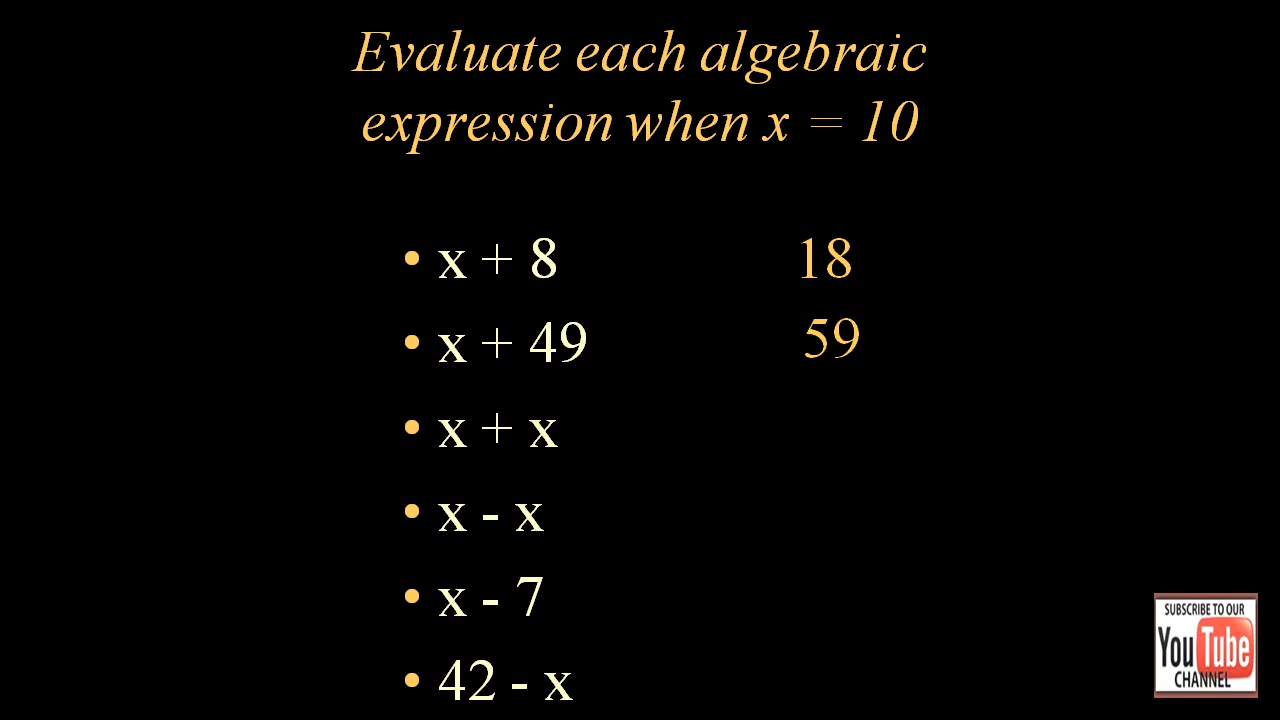 Evaluate each algebraic
expression when x = 10
• x + 8 18
• x + 49 59
• x + x
• x - x
• x - 7
• 42 - x
SUBSCRIBE TO OUR
YouTube
CHANNEL